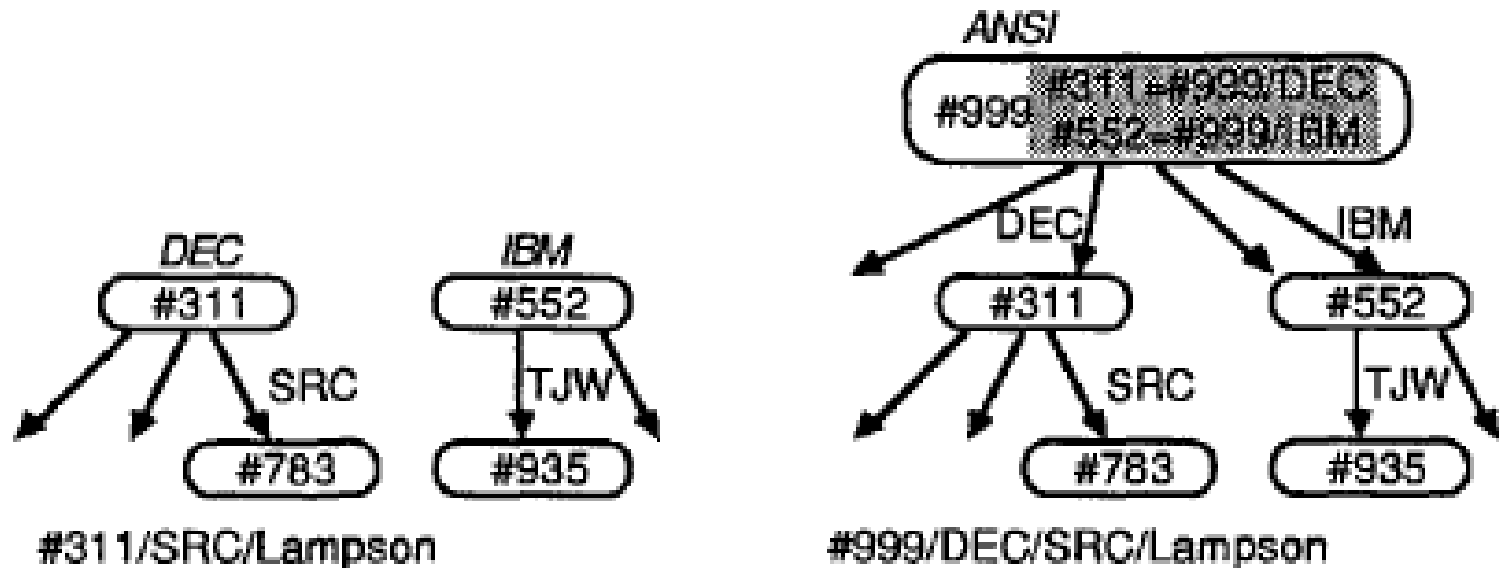 DEC
#311
SRC
#783
#311/SRC/Lampson
IBM
#552
TJW
#935
ANSI
#999
#311=#999/DEC
#552=#999/IBM
DEC
IBM
#311
SRC
#783
#552
TJW
#935
#999/DEC/SRC/Lampson